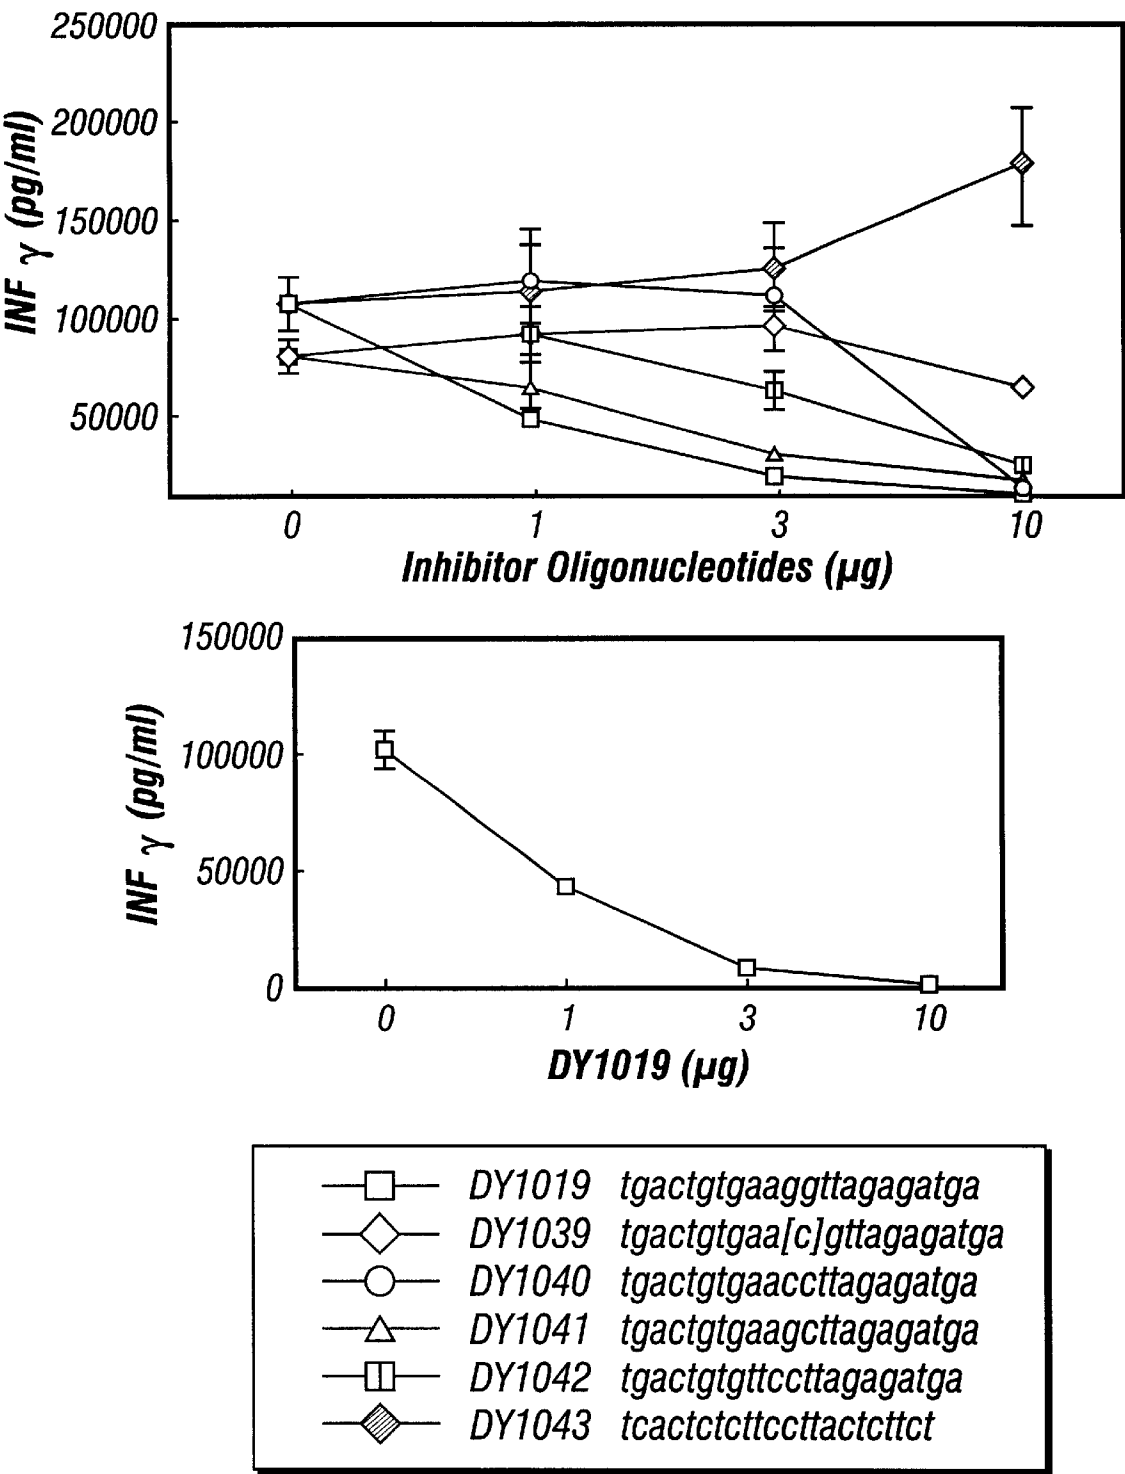 250000
200000
150000
100000
50000
INF γ (pg/ml)
0 1 3 10
Inhibitor Oligonucleotides (µg)
150000
100000
50000
0
INF γ (pg/ml)
0 1 3 10
DY1019 (µg)
DY1019 tgactgtgaaggttagagatga
DY1039 tgactgtgaa[c]gttagagatga
DY1040 tgactgtgaaccttagagatga
DY1041 tgactgtgaagcttagagatga
DY1042 tgactgtgttccttagagatga
DY1043 tcactctcttccttactcttct